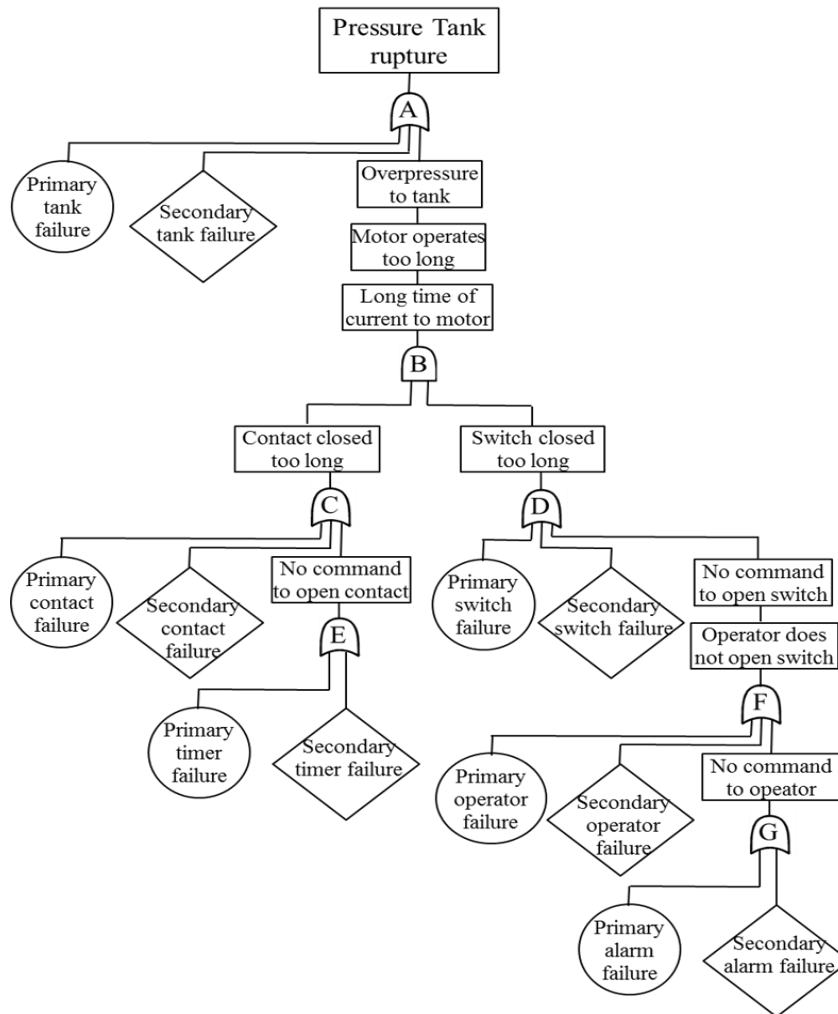 Pressure Tank
rupture
A
Primary
tank
failure
Secondary
tank failure
Overpressure
to tank
Motor operates
too long
Long time of
current to motor
B
Contact closed
too long
Switch closed
too long
C
D
Primary
contact
failure
Secondary
contact
failure
No command
to open contact
E
Primary
timer
failure
Secondary
timer failure
Primary
switch
failure
Secondary
switch failure
No command
to open switch
Operator does
not open switch
F
Primary
operator
failure
Secondary
operator
failure
No command
to opeator
G
Primary
alarm
failure
Secondary
alarm failure